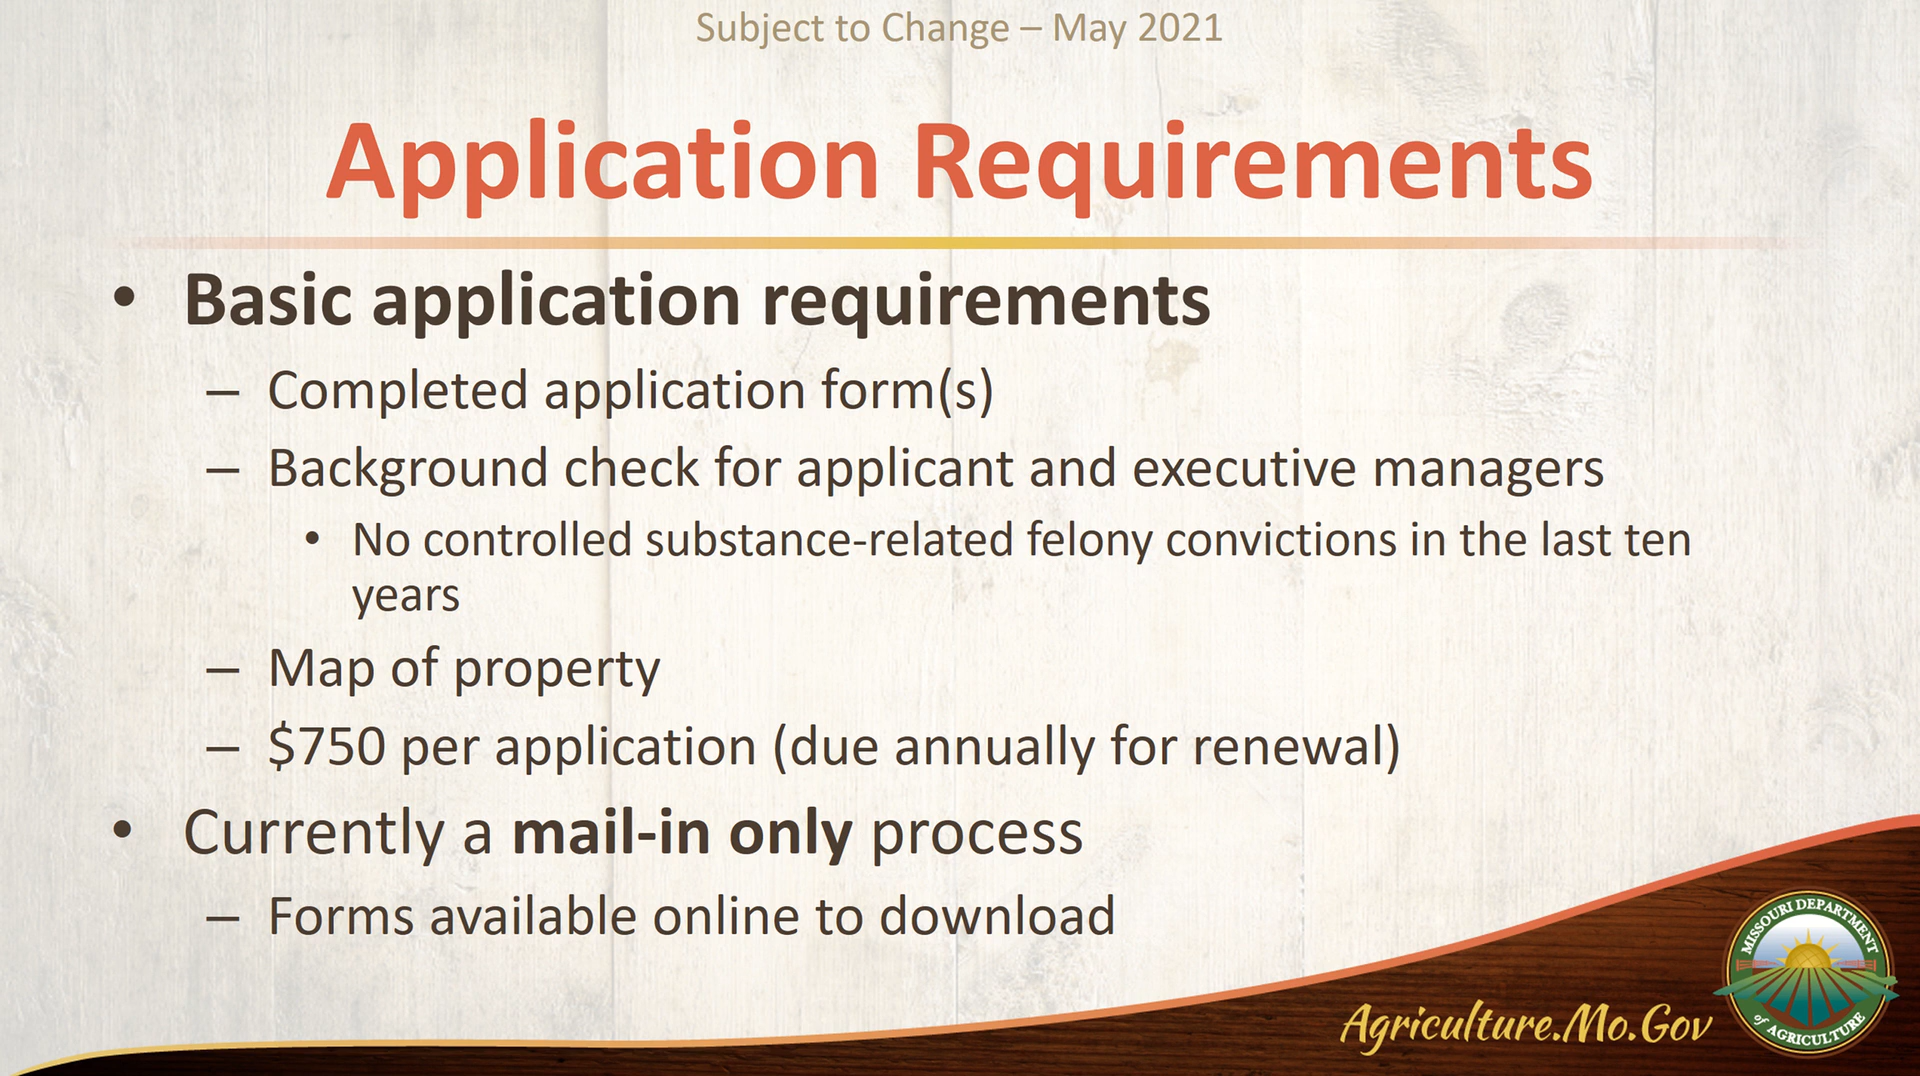 Subject to Change – May 2021
Application Requirements
• Basic application requirements
– Completed application form(s)
– Background check for applicant and executive managers
• No controlled substance-related felony convictions in the last ten
years
– Map of property
– $750 per application (due annually for renewal)
• Currently a mail-in only process
– Forms available online to download
Agriculture.Mo.Gov
MISSOURI DEPARTMENT
of AGRICULTURE